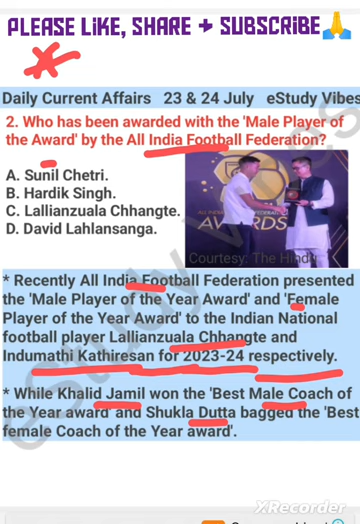 PLEASE LIKE, SHARE + SUBSCRIBE🙏
Daily Current Affairs 23 & 24 July eStudy Vibes
2. Who has been awarded with the 'Male Player of
the Award' by the All India Football Federation?
A. Sunil Chetri.
B. Hardik Singh.
C. Lallianzuala Chhangte.
D. David Lahlansanga.
AWARDS
Courtesy: The Hindu
* Recently All India Football Federation presented
the 'Male Player of the Year Award' and 'Female
Player of the Year Award' to the Indian National
football player Lallianzuala Chhangte and
Indumathi Kathiresan for 2023-24 respectively.
* While Khalid Jamil won the 'Best Male Coach of
the Year award' and Shukla Dutta bagged the 'Best
female Coach of the Year award'.
eStudy Vibes
XRecorder